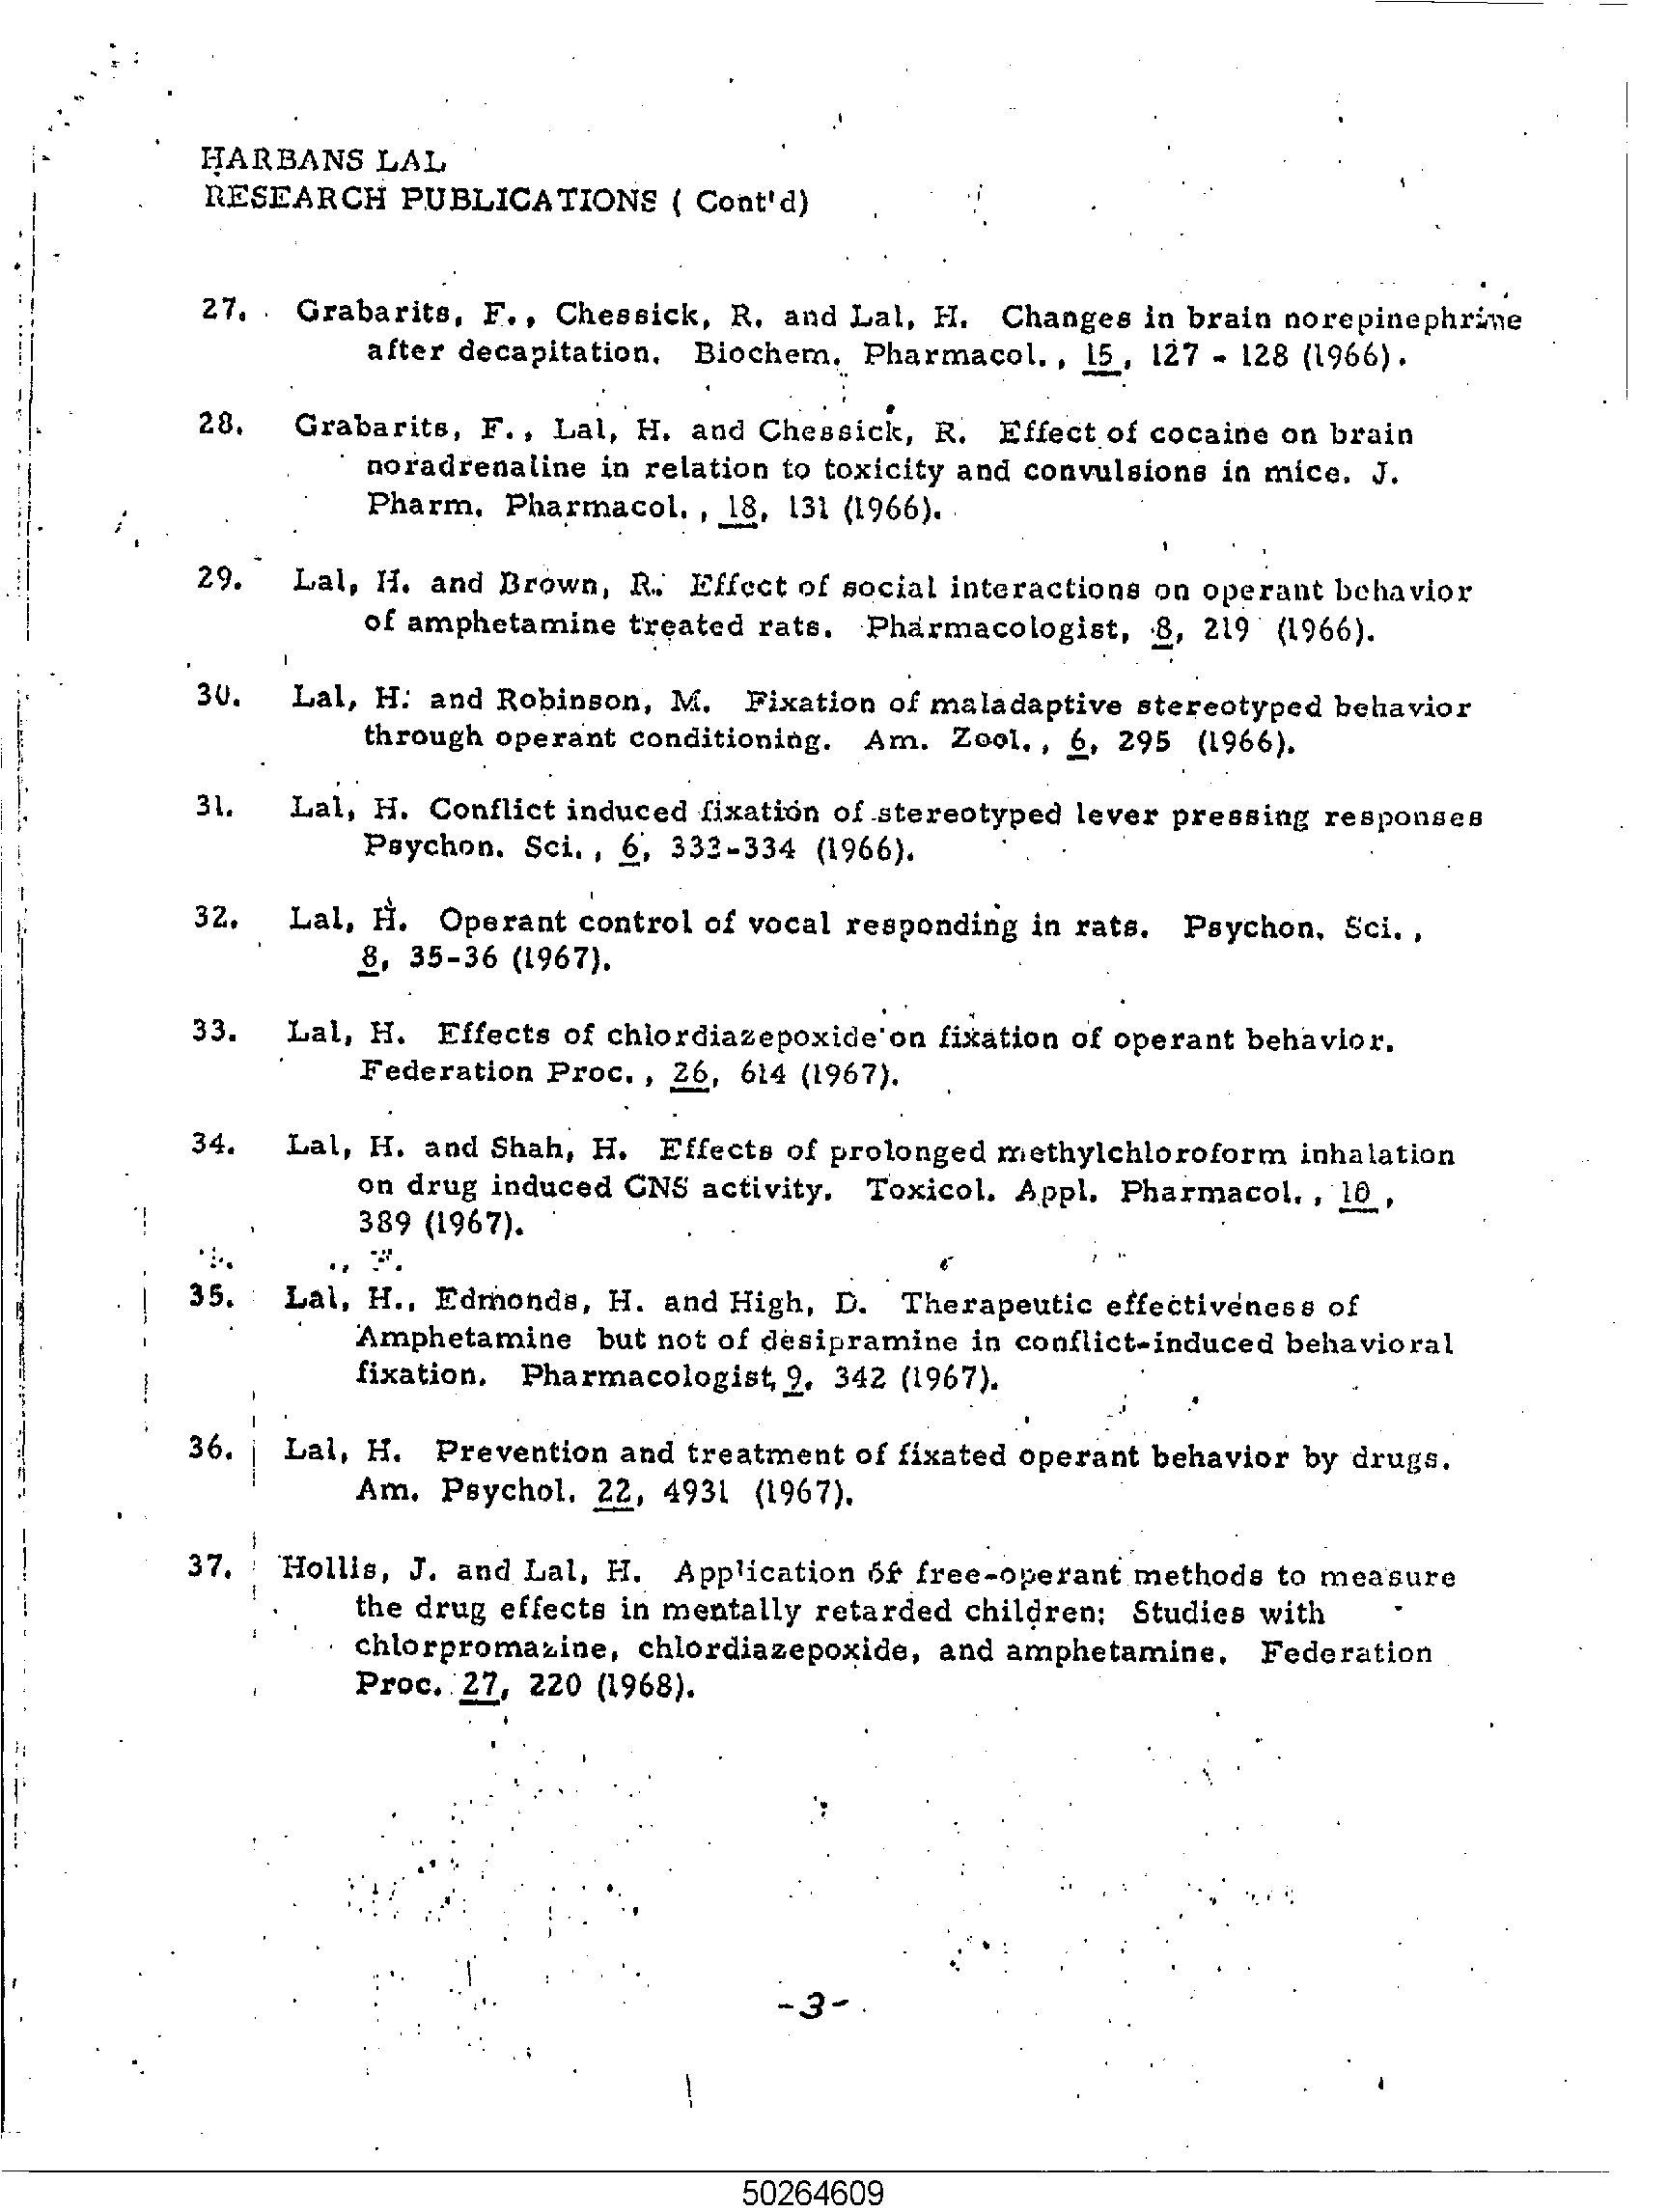 HARBANS LAL
RESEARCH PUBLICATIONS ( Cont'd)
27. Grabarits, F., Chessick, R. and Lal, H. Changes in brain norepinephrine
after decapitation. Biochem. Pharmacol., 15, 127 - 128 (1966).
28. Grabarits, F., Lal, H. and Chessick, R. Effect of cocaine on brain
noradrenaline in relation to toxicity and convulsions in mice. J.
Pharm. Pharmacol., 18, 131 (1966).
29. Lal, H. and Brown, R. Effect of social interactions on operant behavior
of amphetamine treated rats. Pharmacologist, 8, 219 (1966).
30. Lal, H. and Robinson, M. Fixation of maladaptive stereotyped behavior
through operant conditioning. Am. Zool., 6, 295 (1966).
31. Lal, H. Conflict induced fixation of stereotyped lever pressing responses
Psychon. Sci., 6, 333-334 (1966).
32. Lal, H. Operant control of vocal responding in rats. Psychon. Sci.,
8, 35-36 (1967).
33. Lal, H. Effects of chlordiazepoxide on fixation of operant behavior.
Federation Proc., 26, 614 (1967).
34. Lal, H. and Shah, H. Effects of prolonged methylchloroform inhalation
on drug induced CNS activity. Toxicol. Appl. Pharmacol., 10,
389 (1967).
35. Lal, H., Edmonds, H. and High, D. Therapeutic effectiveness of
Amphetamine but not of desipramine in conflict-induced behavioral
fixation. Pharmacologist, 9, 342 (1967).
36. Lal, H. Prevention and treatment of fixated operant behavior by drugs.
Am. Psychol. 22, 4931 (1967).
37. Hollis, J. and Lal, H. Application of free-operant methods to measure
the drug effects in mentally retarded children; Studies with
chlorpromazine, chlordiazepoxide, and amphetamine. Federation
Proc. 27, 220 (1968).
-3-
50264609